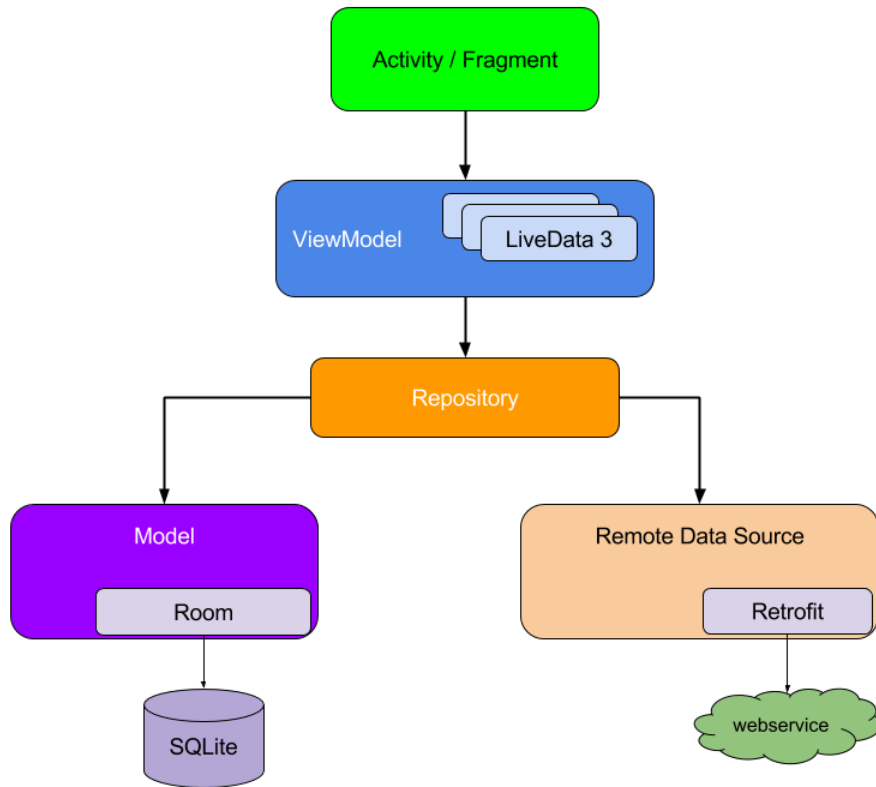 Activity / Fragment
ViewModel
LiveData 3
Repository
Model
Remote Data Source
Room
Retrofit
SQLite
webservice